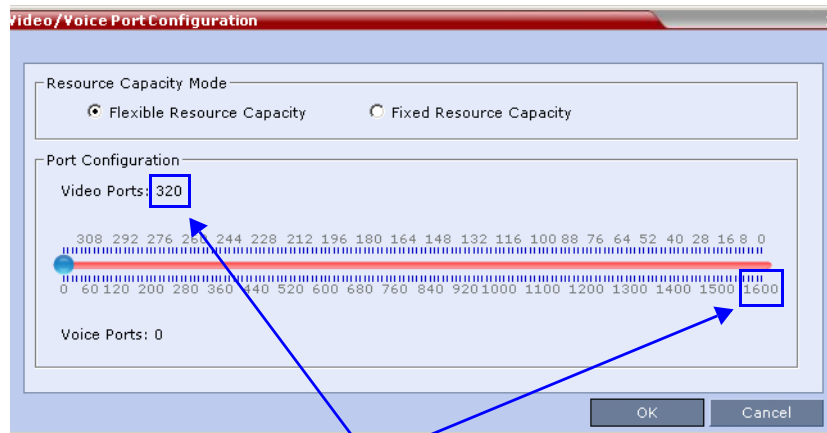 Video/Voice Port Configuration
Resource Capacity Mode
Flexible Resource Capacity Fixed Resource Capacity
Port Configuration
Video Ports: 320
308 292 276 260 244 228 212 196 180 164 148 132 116 100 88 76 64 52 40 28 16 8 0
0 60 120 200 280 360 440 520 600 680 760 840 920 1000 1100 1200 1300 1400 1500 1600
Voice Ports: 0
OK Cancel